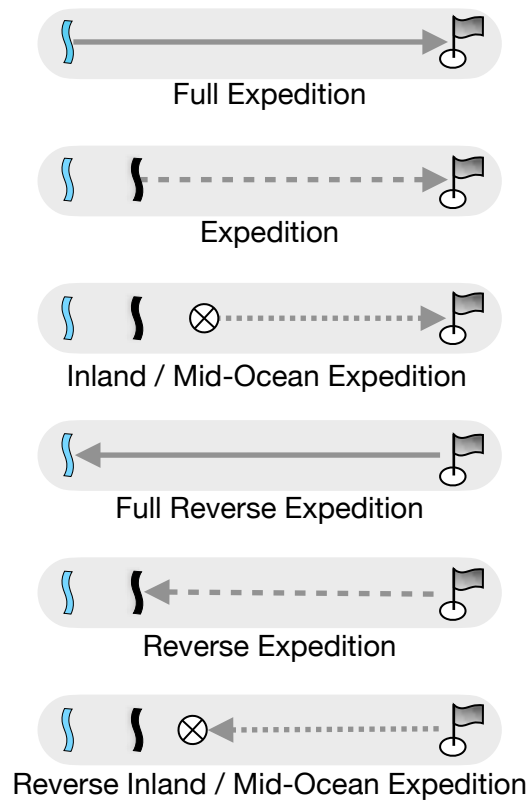 Full Expedition
Expedition
Inland / Mid-Ocean Expedition
Full Reverse Expedition
Reverse Expedition
Reverse Inland / Mid-Ocean Expedition